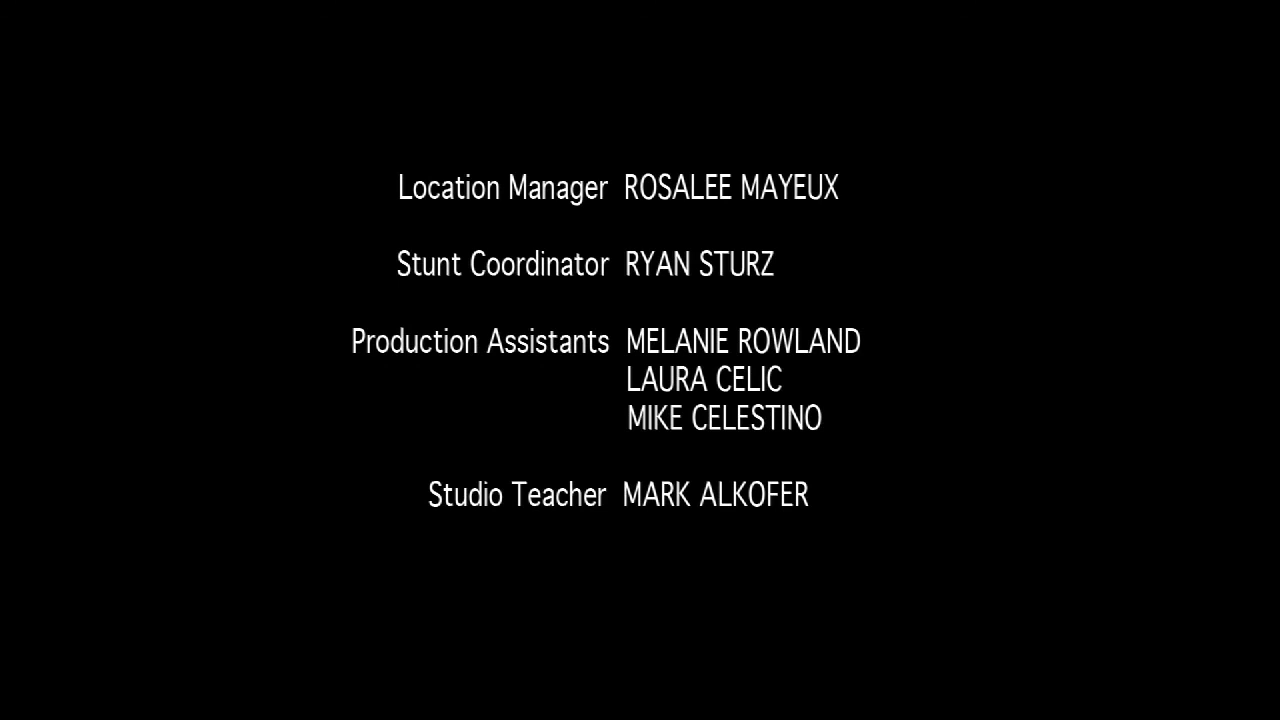 Location Manager ROSALEE MAYEUX
Stunt Coordinator RYAN STURZ
Production Assistants MELANIE ROWLAND
LAURA CELIC
MIKE CELESTINO
Studio Teacher MARK ALKOFER